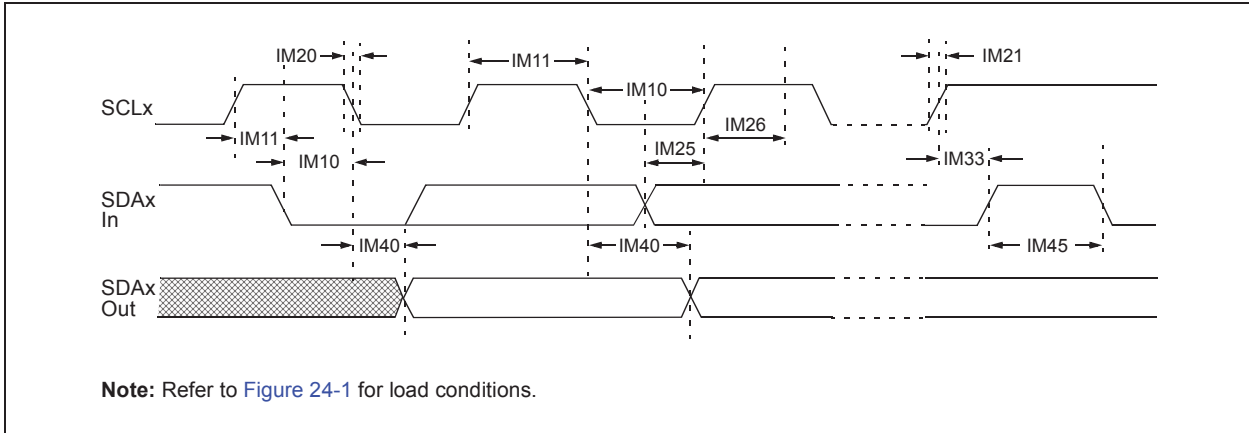 IM20
IM11
IM21
IM10
SCLx
IM11
IM26
IM10
IM25
IM33
SDAx
In
IM40
IM40
IM45
SDAx
Out
Note: Refer to Figure 24-1 for load conditions.